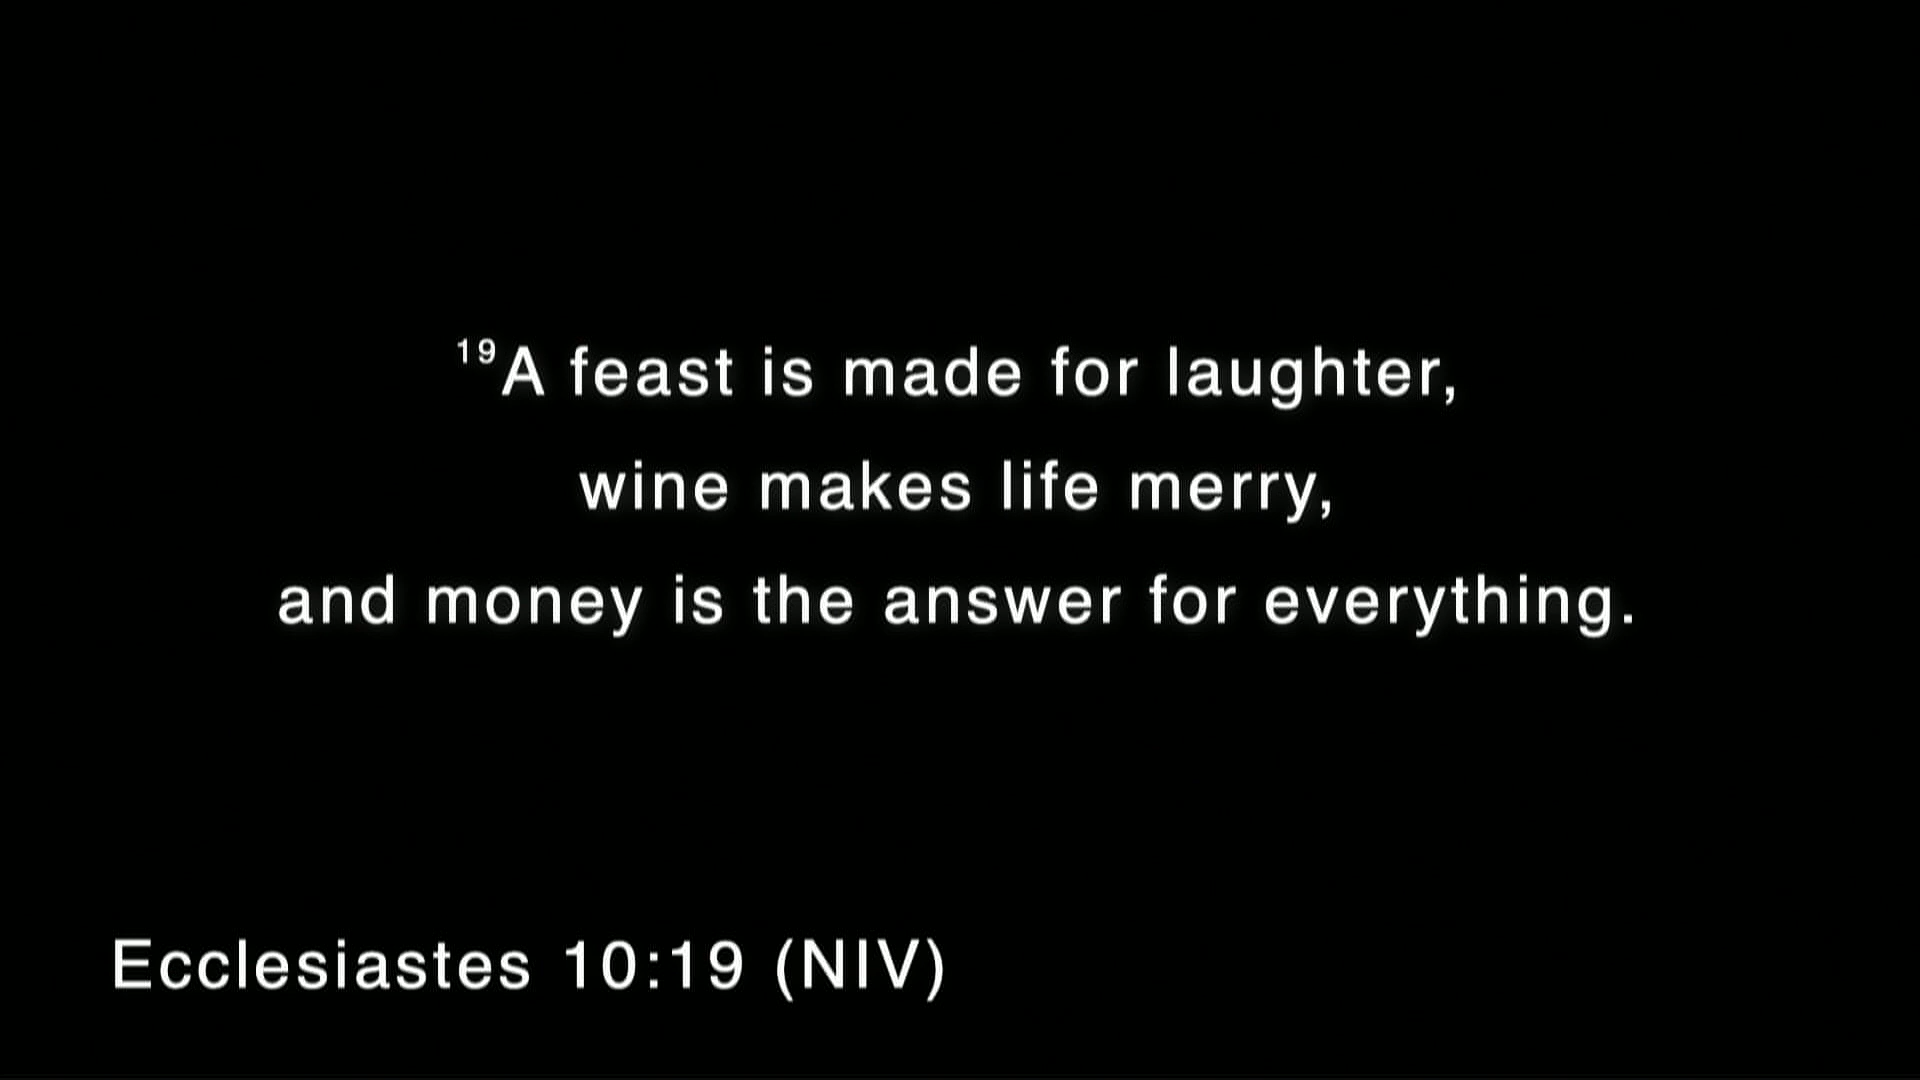 ¹⁹A feast is made for laughter,
wine makes life merry,
and money is the answer for everything.
Ecclesiastes 10:19 (NIV)